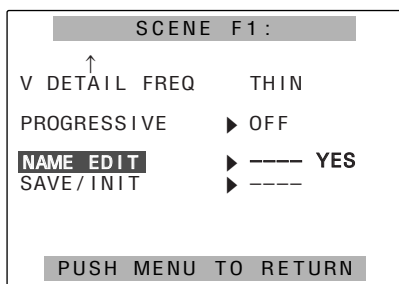 SCENE F1:
↑
V DETAIL FREQ THIN
PROGRESSIVE ▶ OFF
NAME EDIT ▶ ---- YES
SAVE/INIT ▶ ----
PUSH MENU TO RETURN